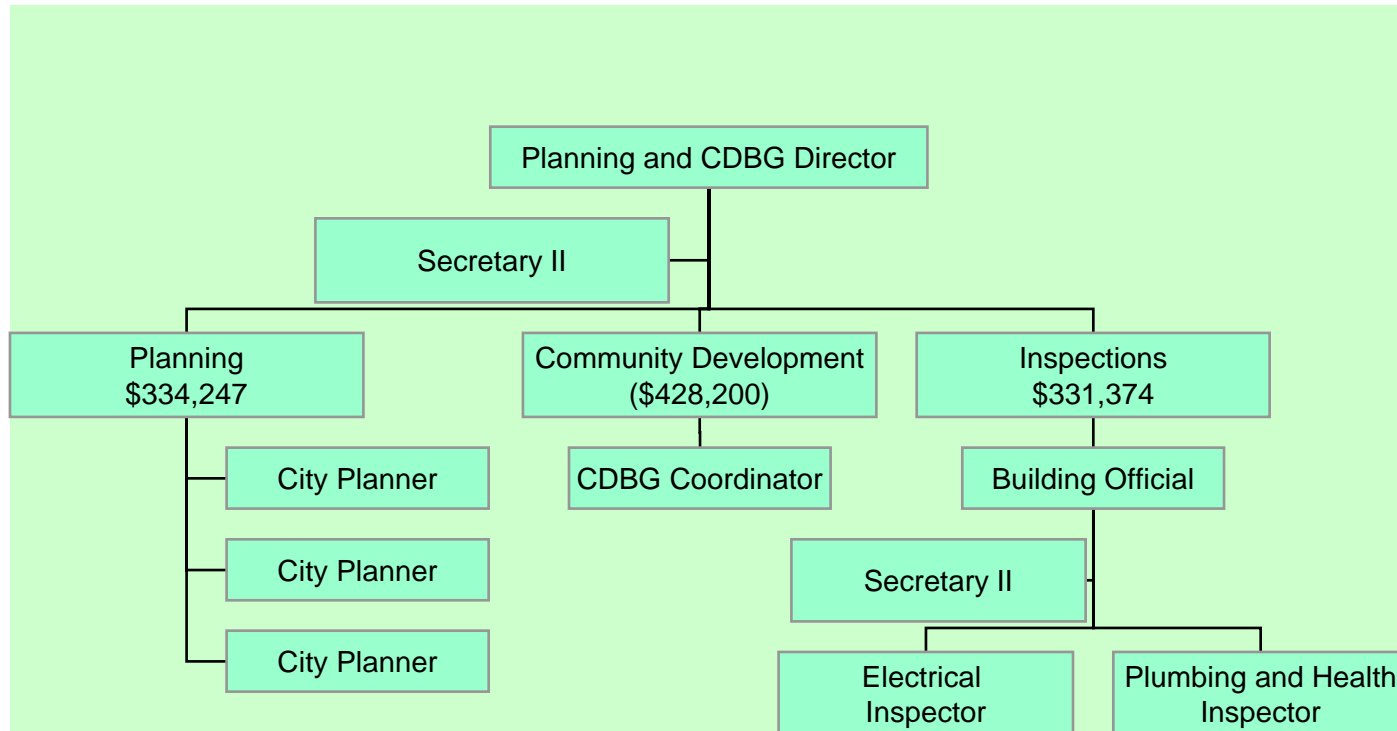 Planning and CDBG Director
Secretary II
Planning
$334,247
Community Development
($428,200)
Inspections
$331,374
City Planner
CDBG Coordinator
Building Official
City Planner
Secretary II
City Planner
Electrical
Inspector
Plumbing and Health
Inspector